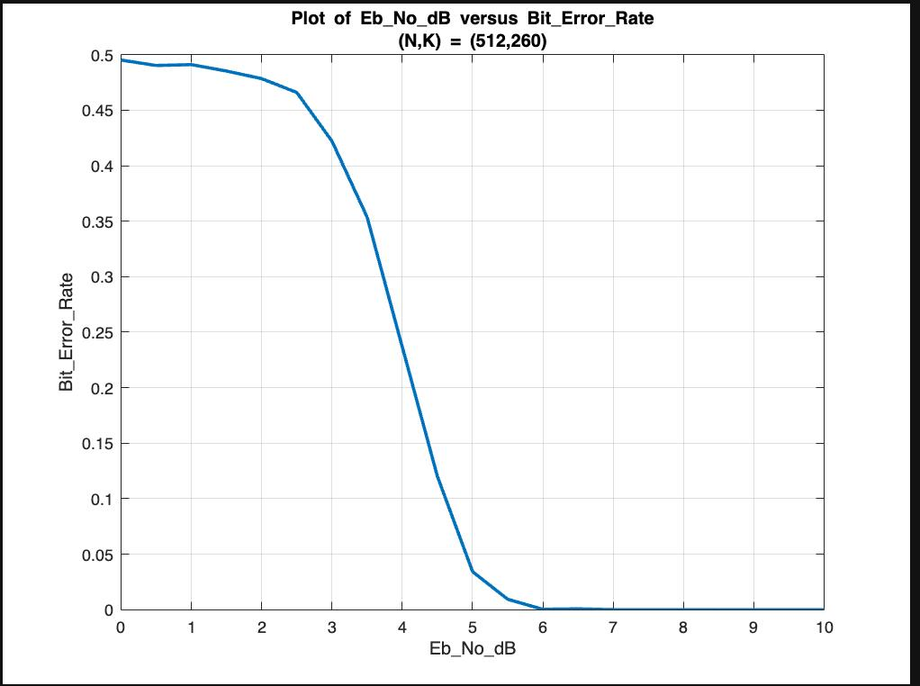 Plot of Eb_No_dB versus Bit_Error_Rate
(N,K) = (512,260)
0.5
0.45
0.4
0.35
0.3
0.25
0.2
0.15
0.1
0.05
0
Bit_Error_Rate
0 1 2 3 4 5 6 7 8 9 10
Eb_No_dB